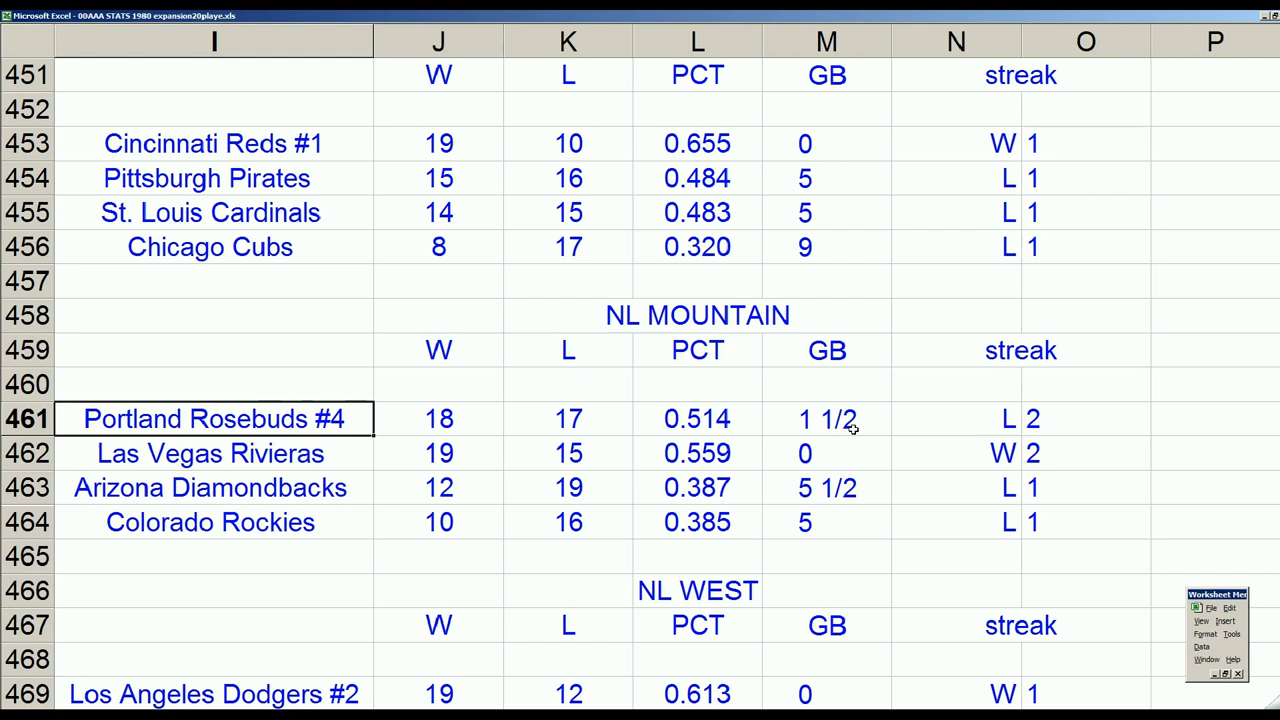 Microsoft Excel - 00AAA STATS 1980 expansion20playe.xls
I J K L M N O P
451 W L PCT GB streak
452
453 Cincinnati Reds #1 19 10 0.655 0 W 1
454 Pittsburgh Pirates 15 16 0.484 5 L 1
455 St. Louis Cardinals 14 15 0.483 5 L 1
456 Chicago Cubs 8 17 0.320 9 L 1
457
458 NL MOUNTAIN
459 W L PCT GB streak
460
461 Portland Rosebuds #4 18 17 0.514 1 1/2 L 2
462 Las Vegas Rivieras 19 15 0.559 0 W 2
463 Arizona Diamondbacks 12 19 0.387 5 1/2 L 1
464 Colorado Rockies 10 16 0.385 5 L 1
465
466 NL WEST
467 W L PCT GB streak
468
469 Los Angeles Dodgers #2 19 12 0.613 0 W 1
Worksheet Mer
File Edit
View Insert
Format Tools
Data
Window Help